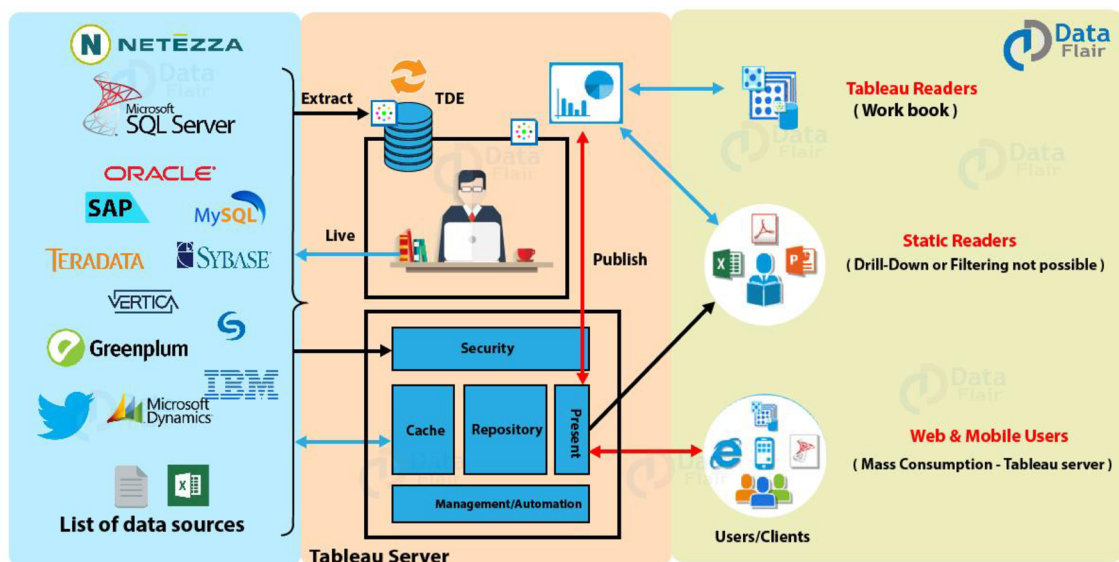 NETĒZZA
Microsoft
SQL Server
ORACLE
SAP
MySQL
TERADATA
SYBASE
VERTICA
Greenplum
IBM
Microsoft
Dynamics
List of data sources
Extract
TDE
Live
Publish
Security
Cache
Repository
Present
Management/Automation
Tableau Server
Data
Flair
Tableau Readers
( Work book )
Static Readers
( Drill-Down or Filtering not possible )
Web & Mobile Users
( Mass Consumption - Tableau server )
Users/Clients